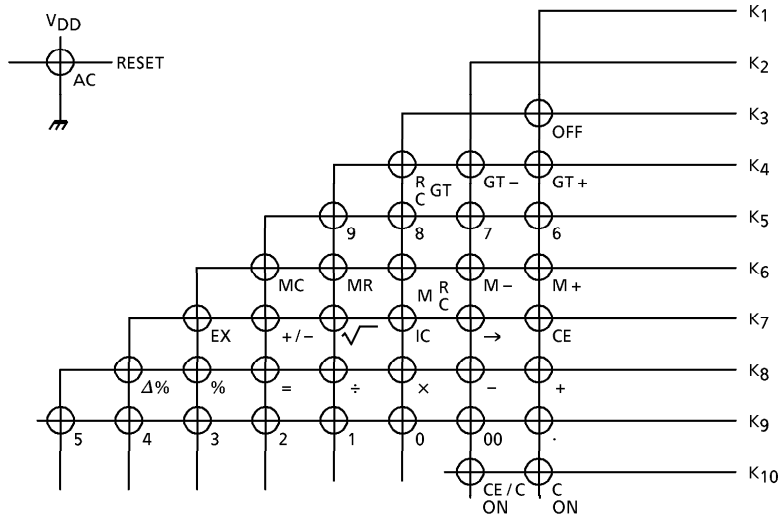 K1
VDD
K2
RESET
AC
K3
OFF
K4
R C GT GT - GT +
K5
9 8 7 6
K6
MC MR M R C M - M +
K7
EX + / - √ IC → CE
K8
Δ% % = ÷ × - +
K9
5 4 3 2 1 0 00 .
K10
CE / C ON C ON